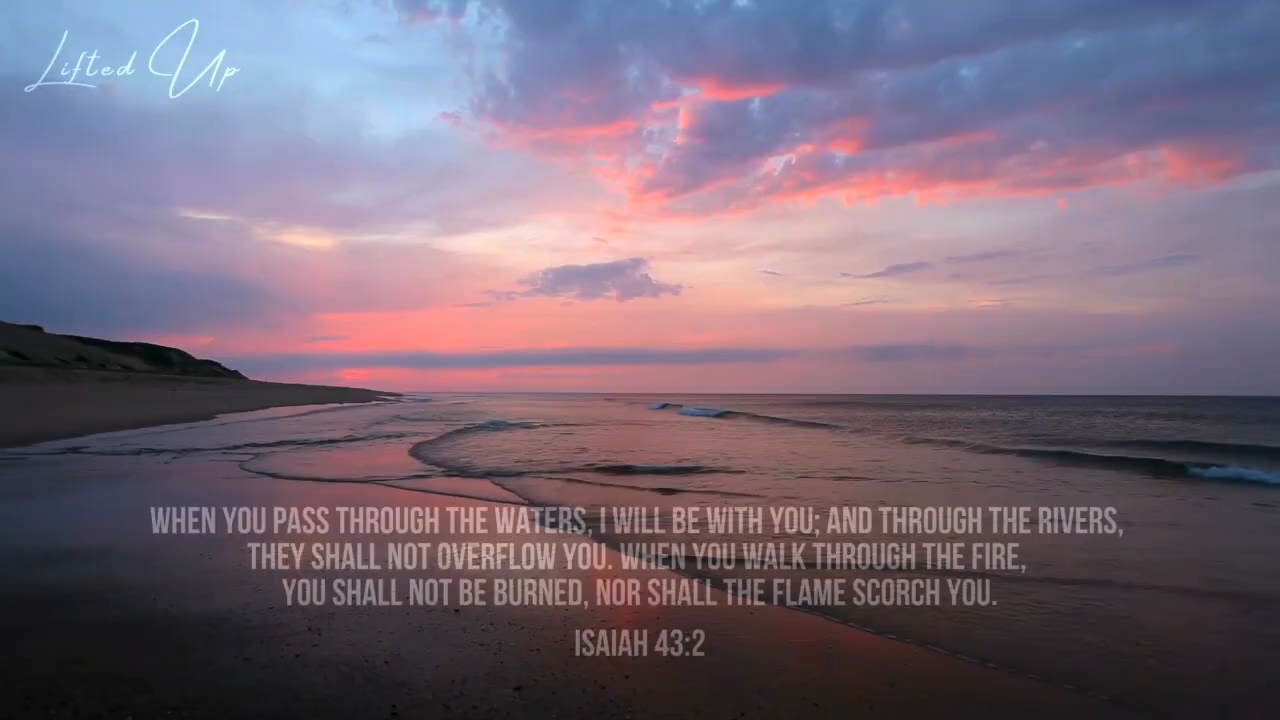 Lifted Up
WHEN YOU PASS THROUGH THE WATERS, I WILL BE WITH YOU; AND THROUGH THE RIVERS,
THEY SHALL NOT OVERFLOW YOU. WHEN YOU WALK THROUGH THE FIRE,
YOU SHALL NOT BE BURNED, NOR SHALL THE FLAME SCORCH YOU.
ISAIAH 43:2